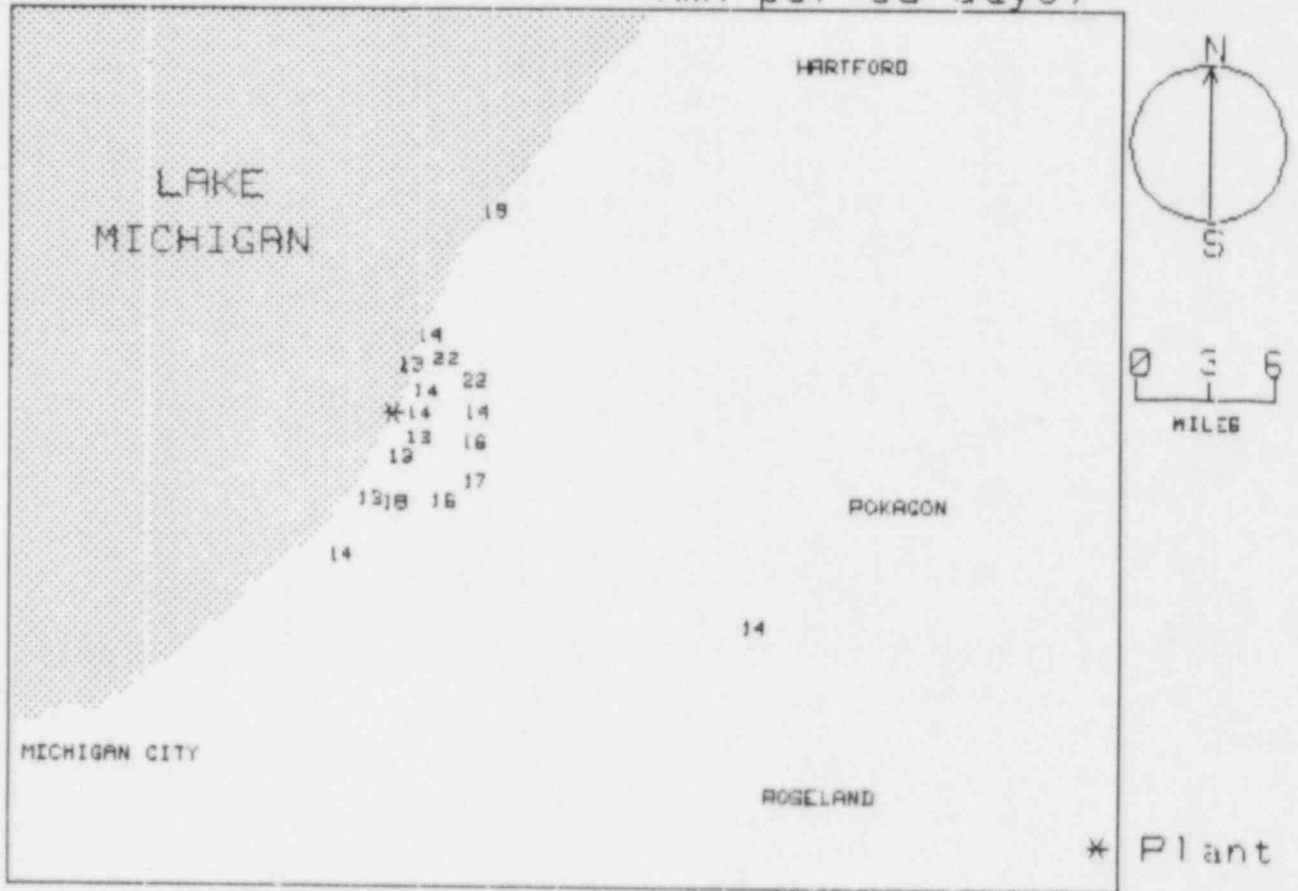 HARTFORD
N
LAKE
MICHIGAN
S
19
14
13 22
22
14
0 3 6
* 14 14
MILES
13 16
17
13 18 16
POKAGON
14
14
MICHIGAN CITY
ROSELAND
* Plant